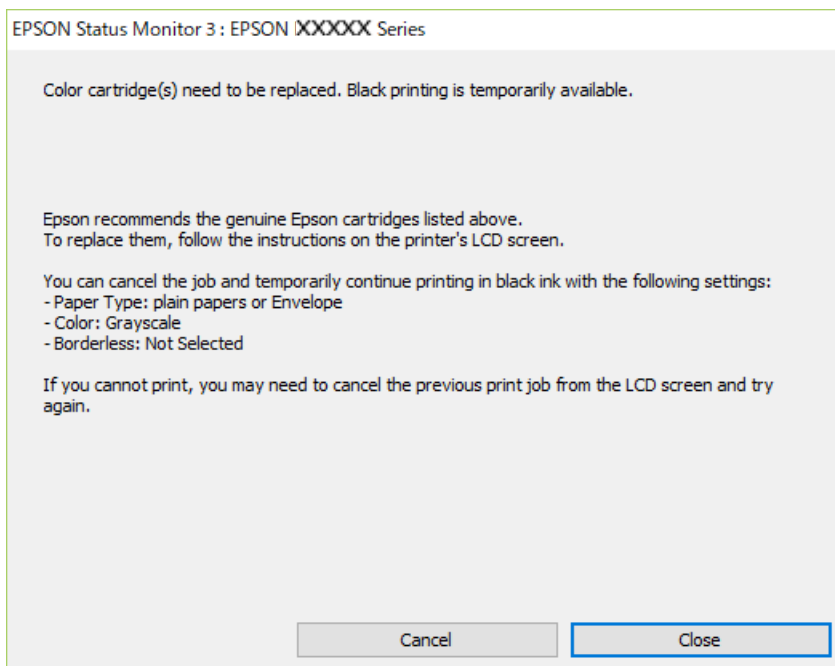 EPSON Status Monitor 3 : EPSON XXXXX Series
Color cartridge(s) need to be replaced. Black printing is temporarily available.
Epson recommends the genuine Epson cartridges listed above.
To replace them, follow the instructions on the printer's LCD screen.
You can cancel the job and temporarily continue printing in black ink with the following settings:
- Paper Type: plain papers or Envelope
- Color: Grayscale
- Borderless: Not Selected
If you cannot print, you may need to cancel the previous print job from the LCD screen and try
again.
Cancel
Close